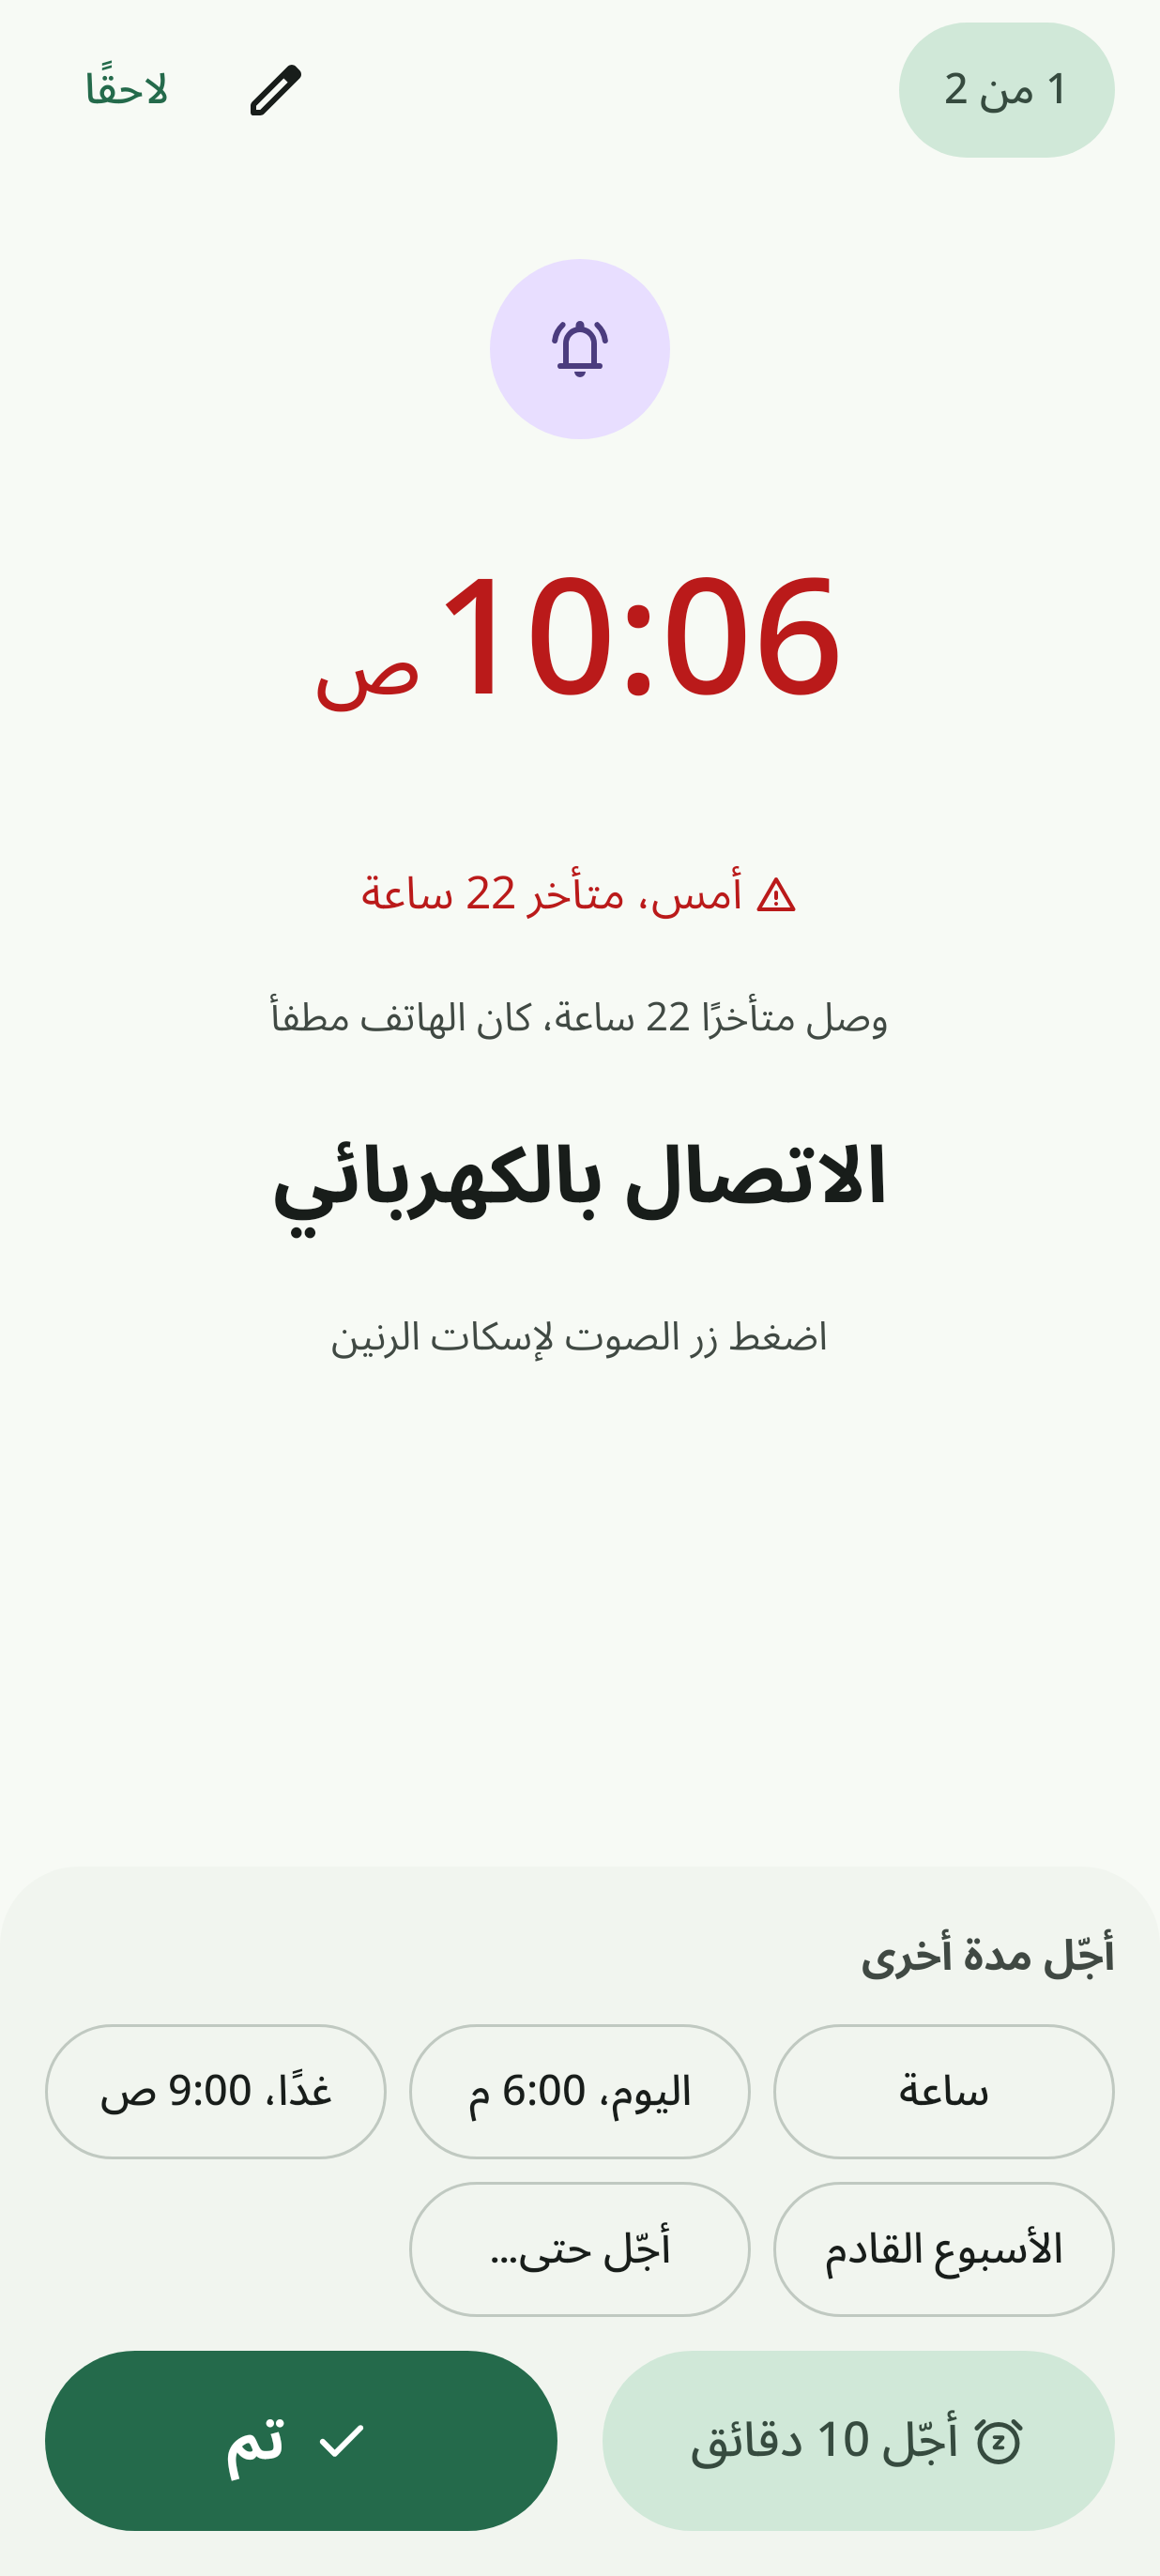 1 من 2
لاحقًا
10:06 ص
أمس، متأخر 22 ساعة
وصل متأخرًا 22 ساعة، كان الهاتف مطفأ
الاتصال بالكهربائي
اضغط زر الصوت لإسكات الرنين
أجّل مدة أخرى
ساعة
اليوم، 6:00 م
غدًا، 9:00 ص
الأسبوع القادم
أجّل حتى...
أجّل 10 دقائق
تم